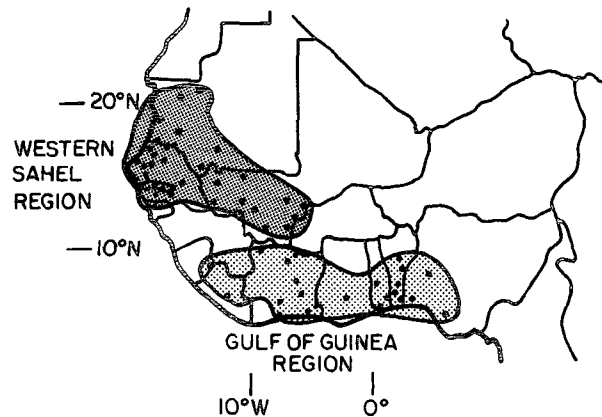 20°N
WESTERN
SAHEL
REGION
10°N
GULF OF GUINEA
REGION
10°W
0°